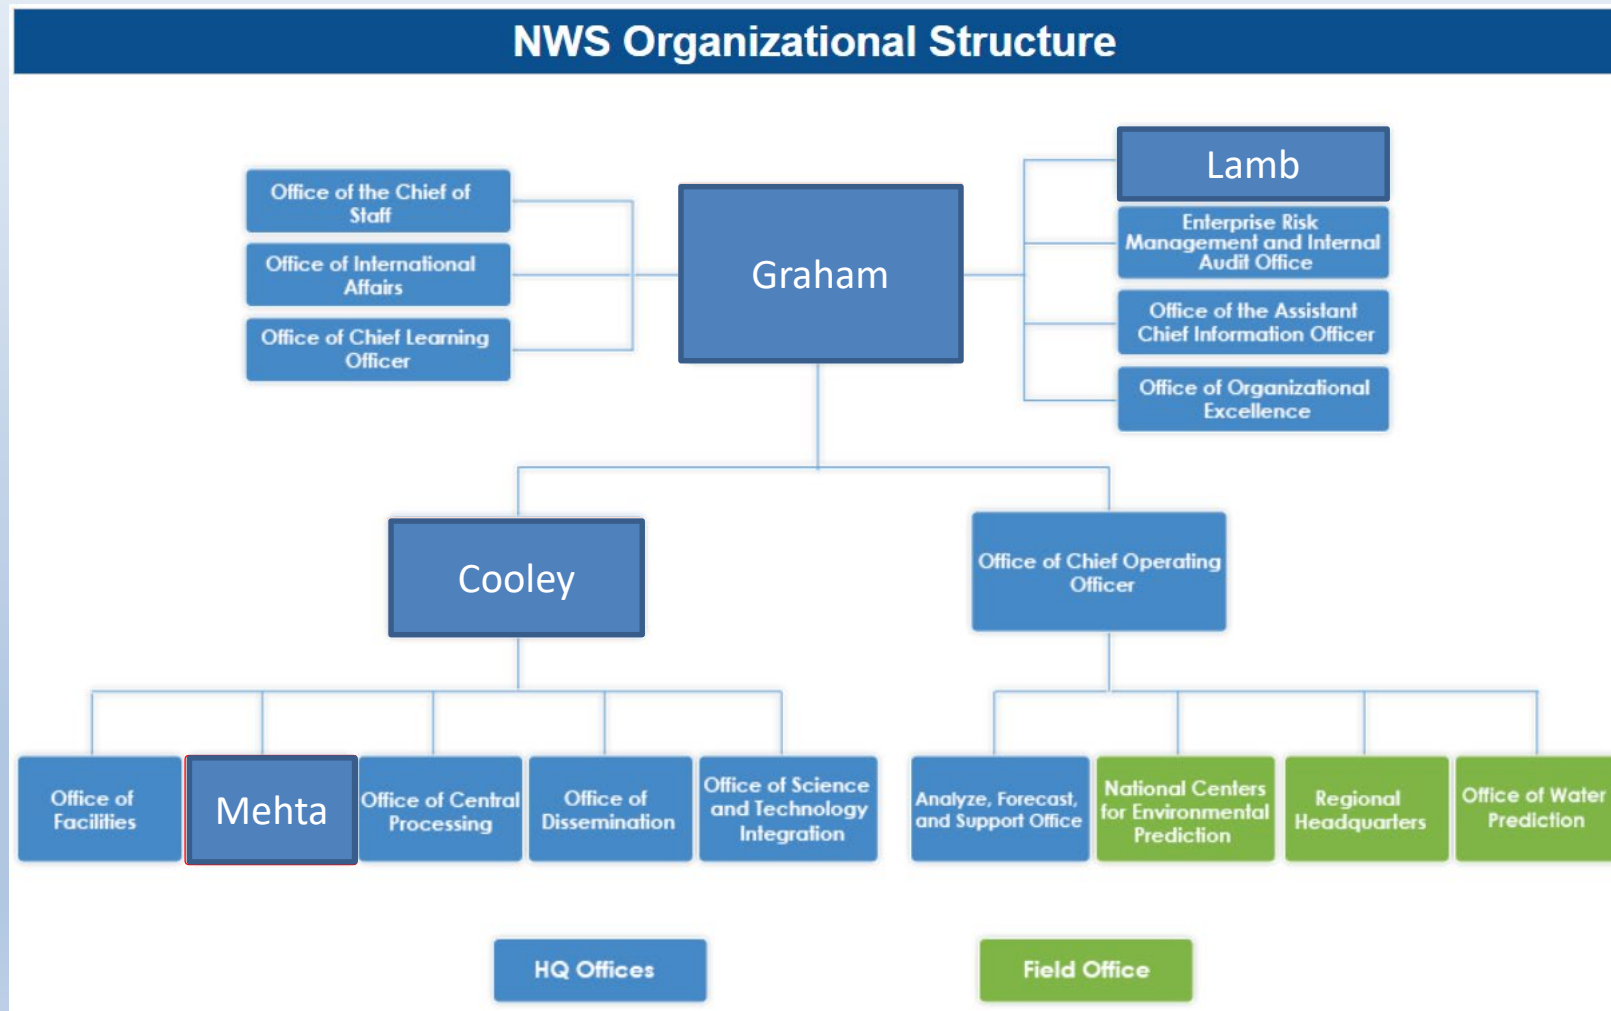 NWS Organizational Structure
Office of the Chief of
Staff
Office of International
Affairs
Office of Chief Learning
Officer
Graham
Lamb
Enterprise Risk
Management and Internal
Audit Office
Office of the Assistant
Chief Information Officer
Office of Organizational
Excellence
Cooley
Office of Chief Operating
Officer
Office of
Facilities
Mehta
Office of Central
Processing
Office of
Dissemination
Office of Science
and Technology
Integration
Analyze, Forecast,
and Support Office
National Centers
for Environmental
Prediction
Regional
Headquarters
Office of Water
Prediction
HQ Offices
Field Office